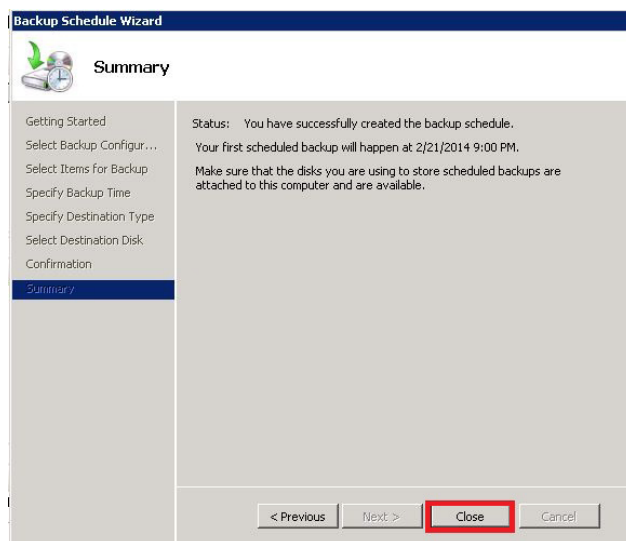 Backup Schedule Wizard
Summary
Getting Started
Select Backup Configur...
Select Items for Backup
Specify Backup Time
Specify Destination Type
Select Destination Disk
Confirmation
Summary
Status: You have successfully created the backup schedule.
Your first scheduled backup will happen at 2/21/2014 9:00 PM.
Make sure that the disks you are using to store scheduled backups are
attached to this computer and are available.
< Previous Next > Close Cancel